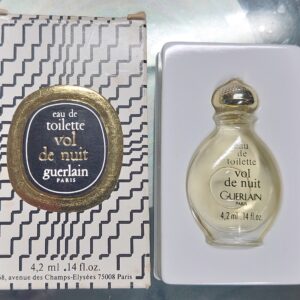 eau de
toilette
vol
de nuit
guerlain
PARIS
4,2 ml .14 fl.oz.
68, avenue des Champs-Elysées 75008 Paris
eau de
toilette
vol
de nuit
GUERLAIN
PARIS
4,2 ml .14 fl.oz.